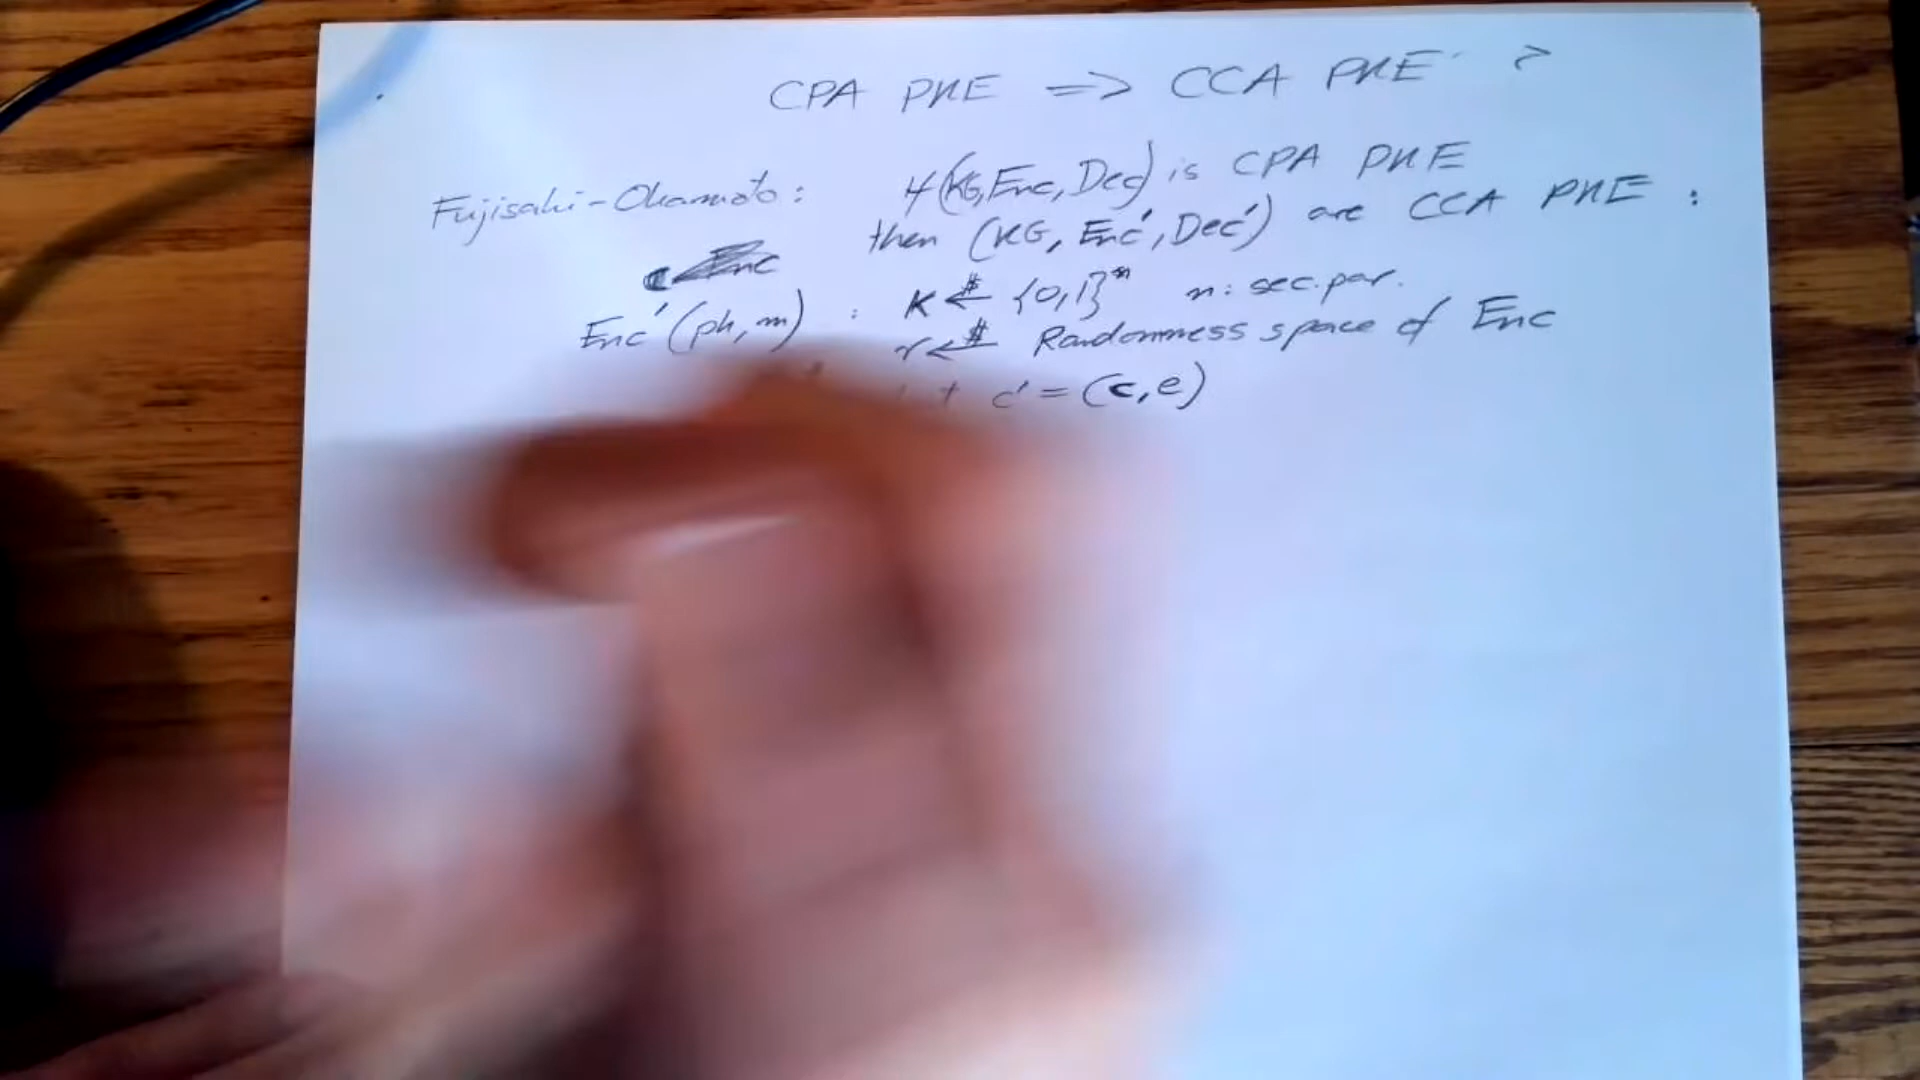 CPA PKE => CCA PKE ?
Fujisaki-Okamoto: If (KG, Enc, Dec) is CPA PKE
then (KG, Enc', Dec') are CCA PKE :
Enc
Enc'(pk, m) : K ←$ {0,1}^n n: sec.par.
r ←$ Randomness space of Enc
c' = (c, e)